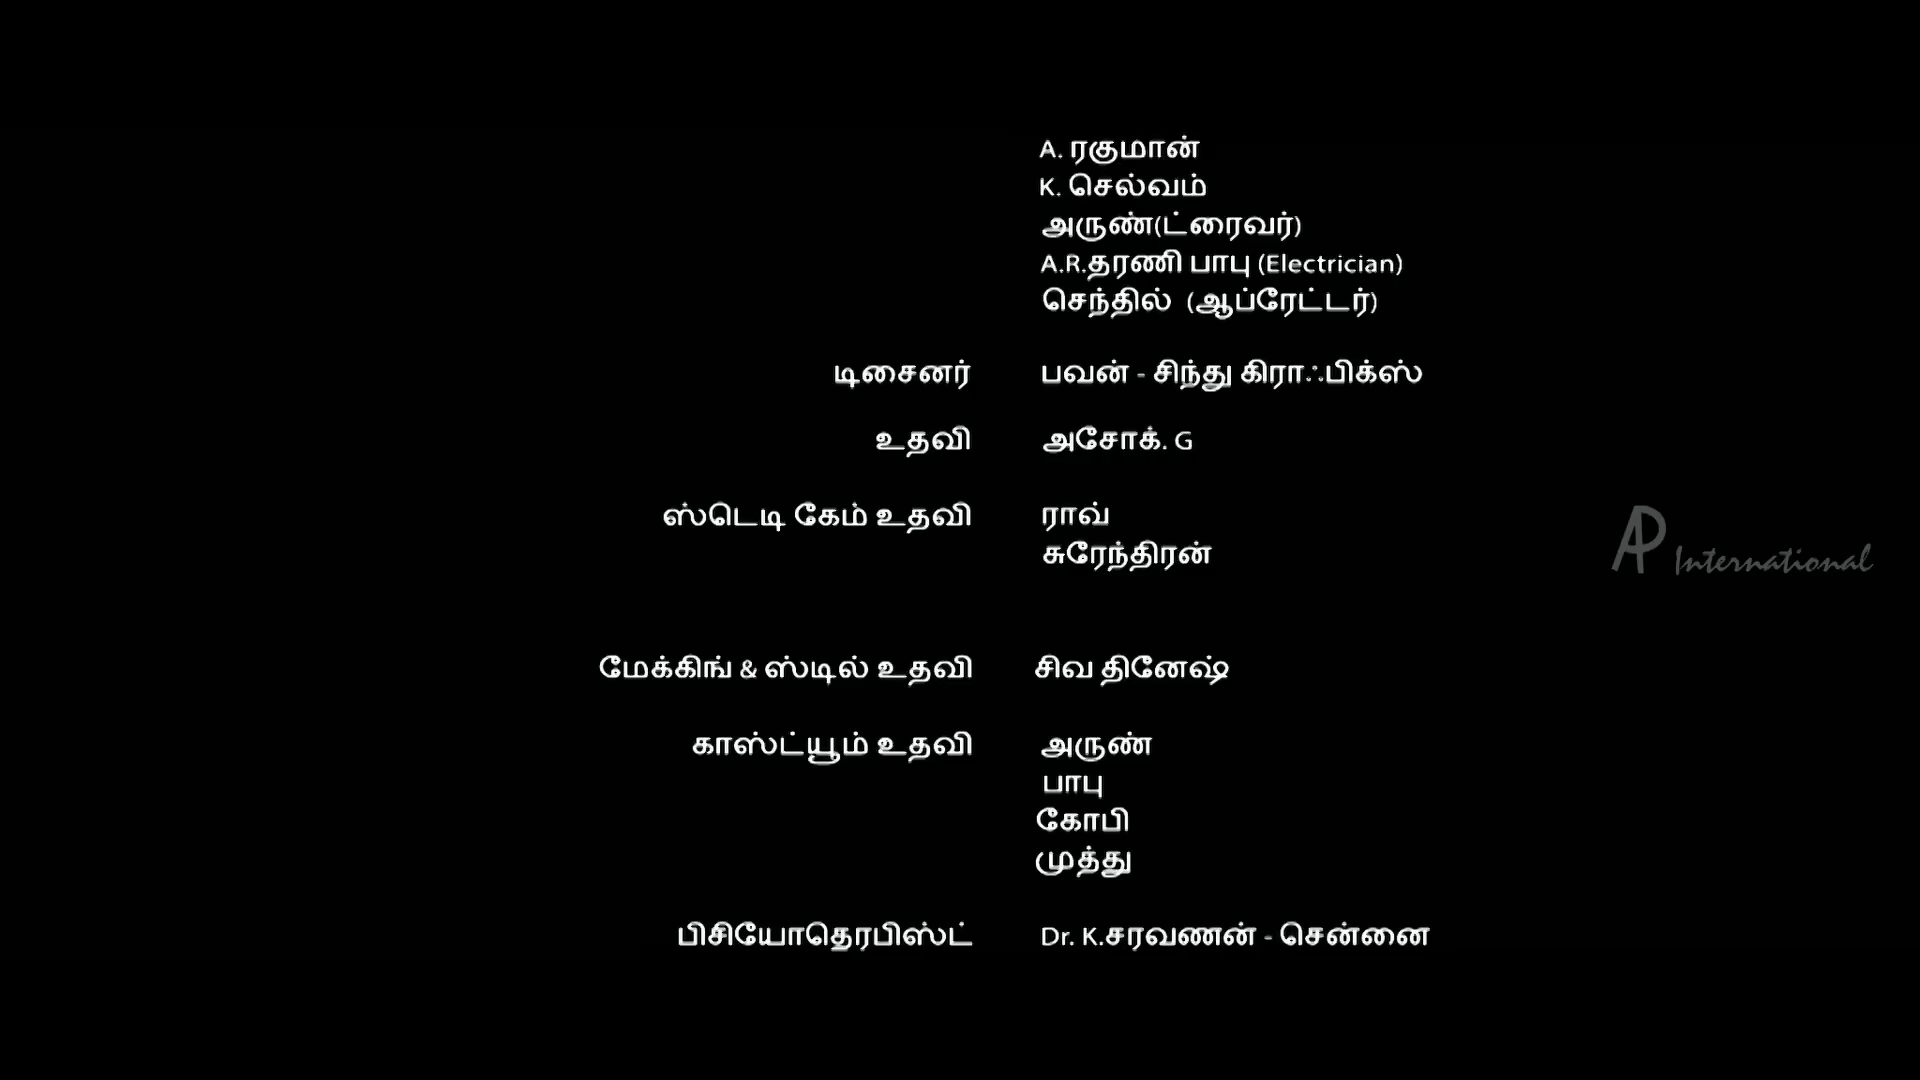 A. ரகுமான்
K. செல்வம்
அருண்(ட்ரைவர்)
A.R.தரணி பாபு (Electrician)
செந்தில் (ஆப்ரேட்டர்)
டிசைனர் பவன் - சிந்து கிராஃபிக்ஸ்
உதவி அசோக். G
ஸ்டெடி கேம் உதவி ராவ்
சுரேந்திரன்
AP International
மேக்கிங் & ஸ்டில் உதவி சிவ தினேஷ்
காஸ்ட்யூம் உதவி அருண்
பாபு
கோபி
முத்து
பிசியோதெரபிஸ்ட் Dr. K.சரவணன் - சென்னை